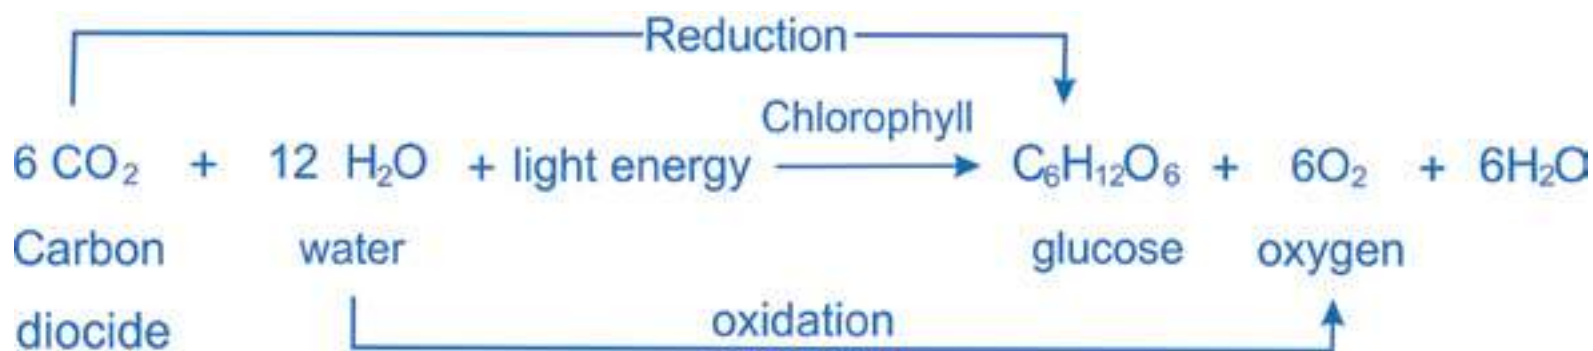 Reduction
Chlorophyll
6 CO₂ + 12 H₂O + light energy → C₆H₁₂O₆ + 6O₂ + 6H₂O
Carbon water glucose oxygen
diocide oxidation